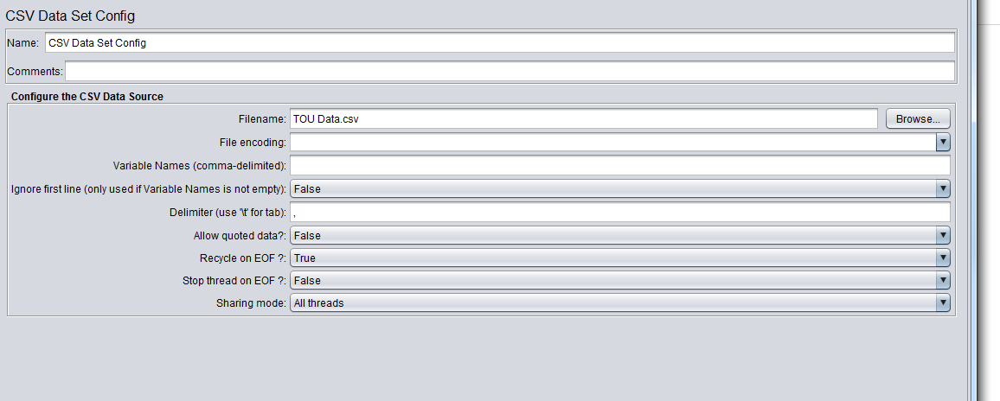 CSV Data Set Config
Name: CSV Data Set Config
Comments:
Configure the CSV Data Source
Filename: TOU Data.csv Browse...
File encoding:
Variable Names (comma-delimited):
Ignore first line (only used if Variable Names is not empty): False
Delimiter (use '\t' for tab): ,
Allow quoted data?: False
Recycle on EOF ?: True
Stop thread on EOF ?: False
Sharing mode: All threads